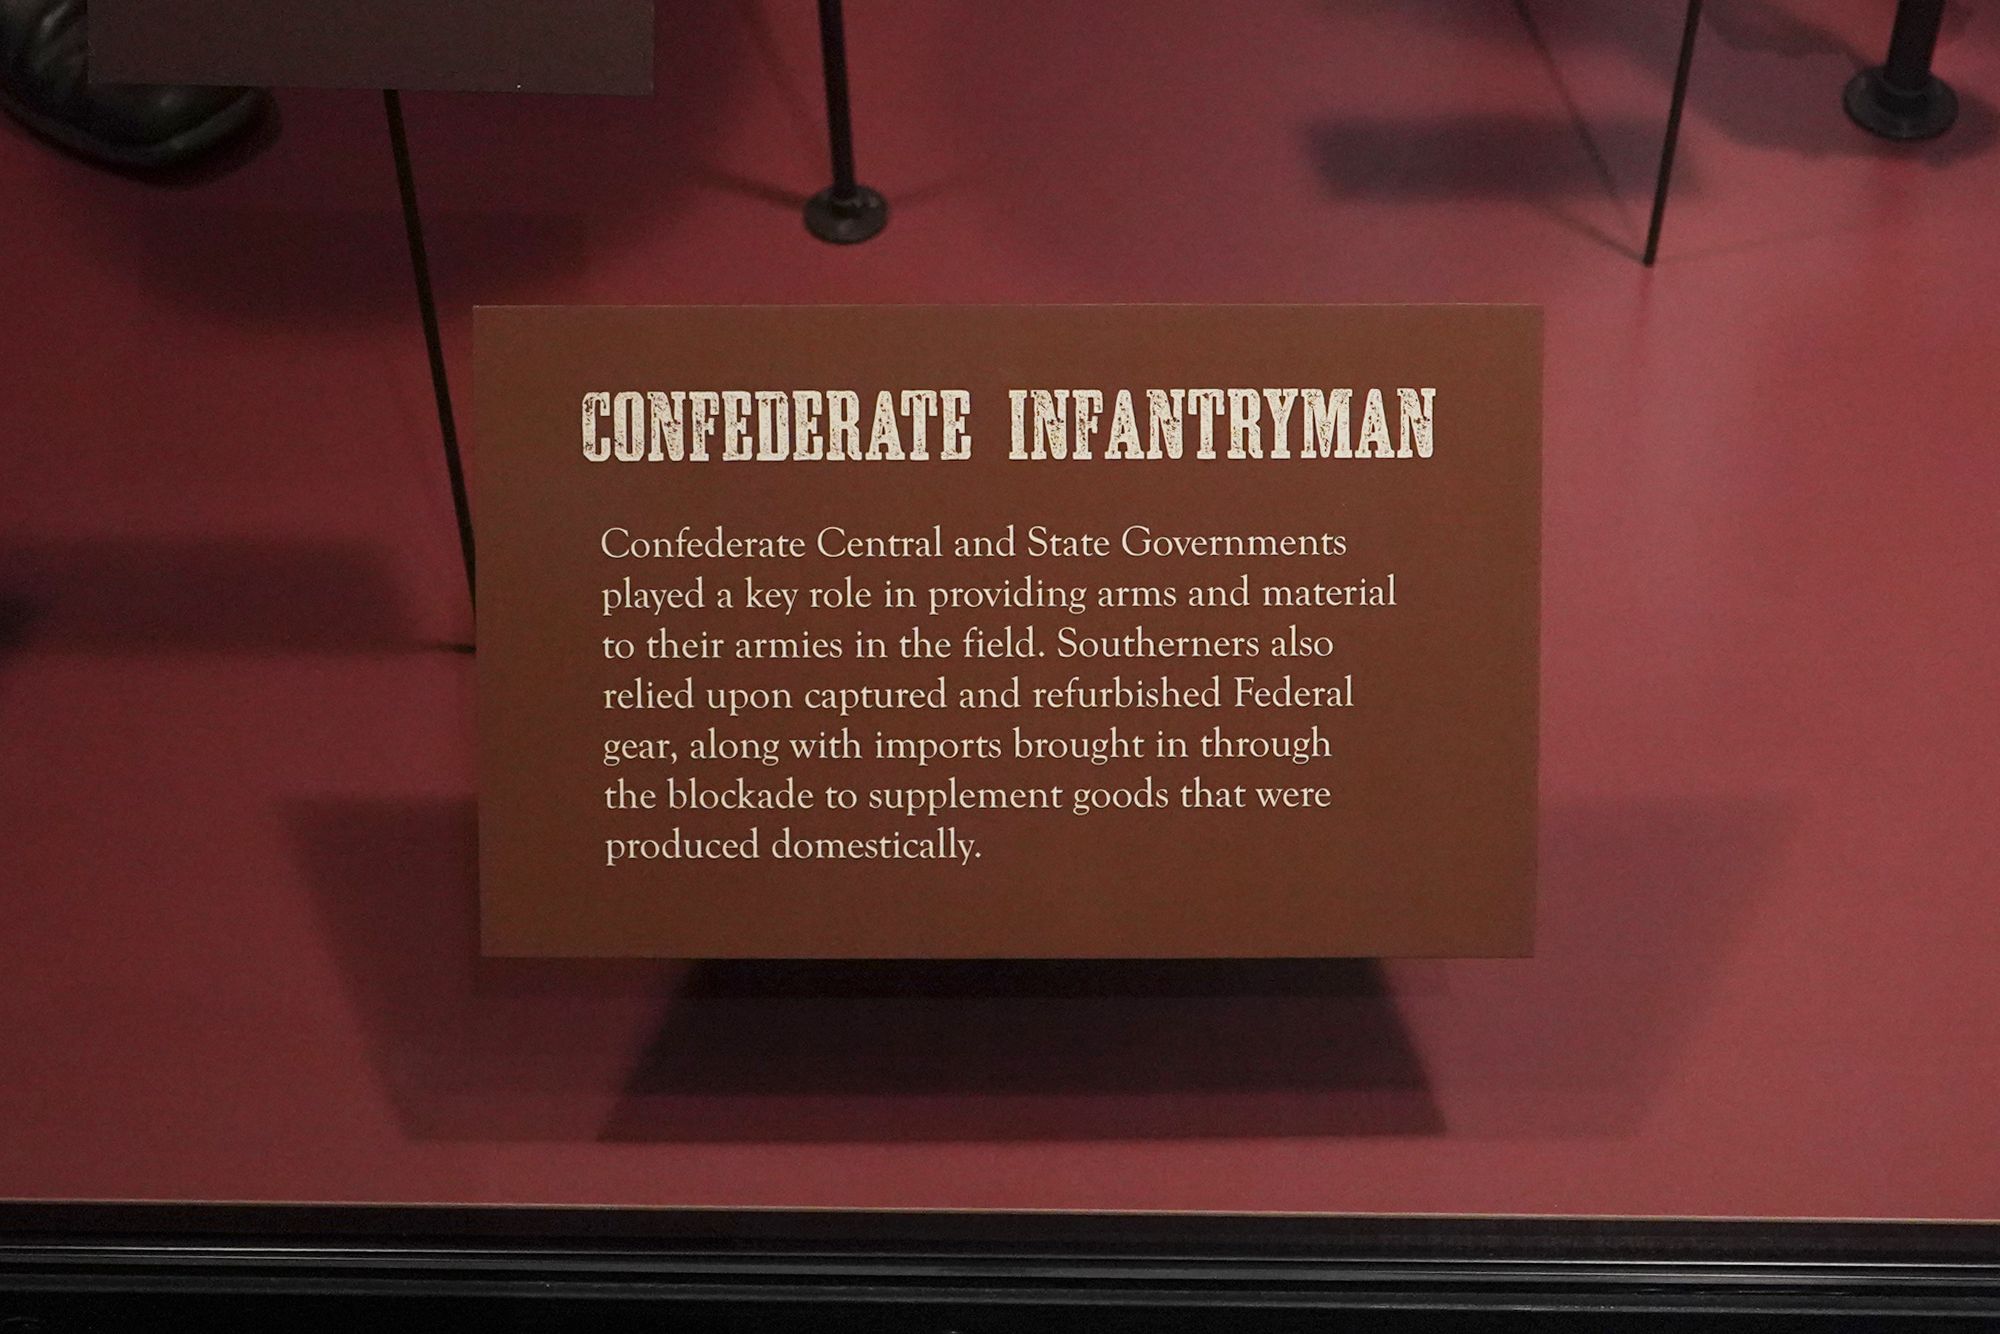 CONFEDERATE INFANTRYMAN
Confederate Central and State Governments
played a key role in providing arms and material
to their armies in the field. Southerners also
relied upon captured and refurbished Federal
gear, along with imports brought in through
the blockade to supplement goods that were
produced domestically.